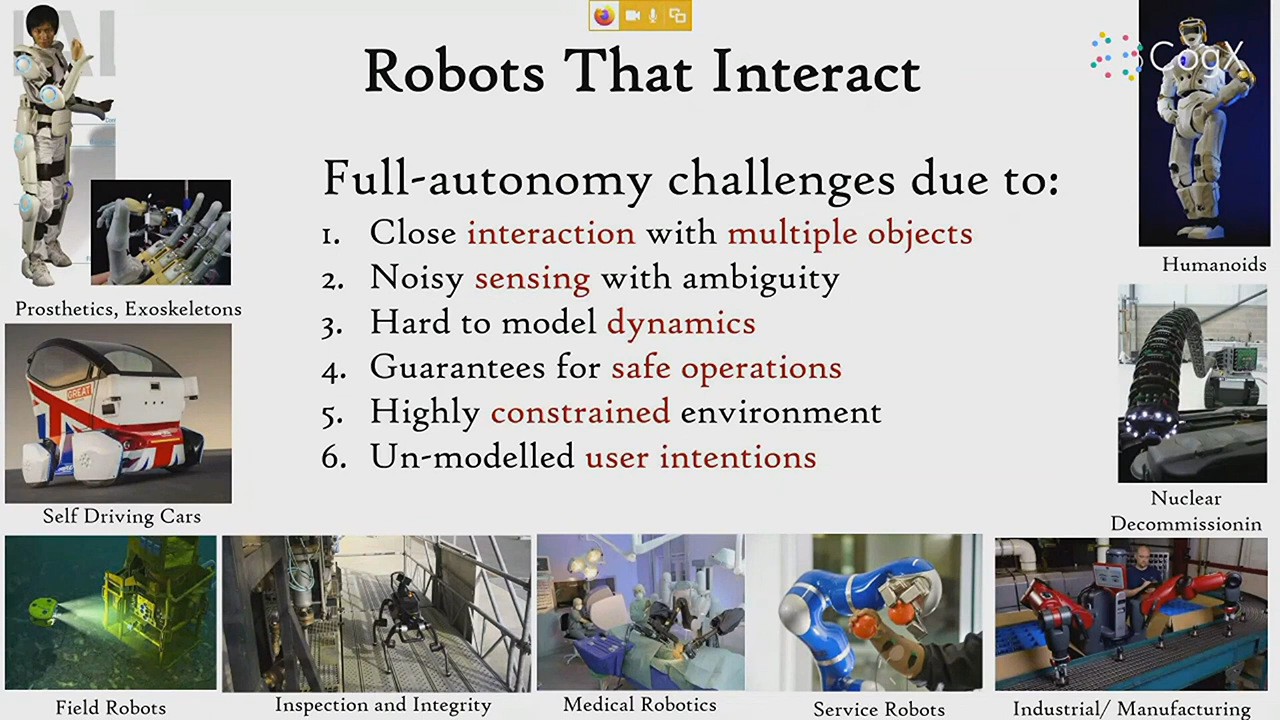 Robots That Interact
CogX
Full-autonomy challenges due to:
1. Close interaction with multiple objects
2. Noisy sensing with ambiguity
3. Hard to model dynamics
4. Guarantees for safe operations
5. Highly constrained environment
6. Un-modelled user intentions
Prosthetics, Exoskeletons
Humanoids
GREAT
Self Driving Cars
Nuclear
Decommissionin
Field Robots
Inspection and Integrity
Medical Robotics
Service Robots
Industrial/ Manufacturing